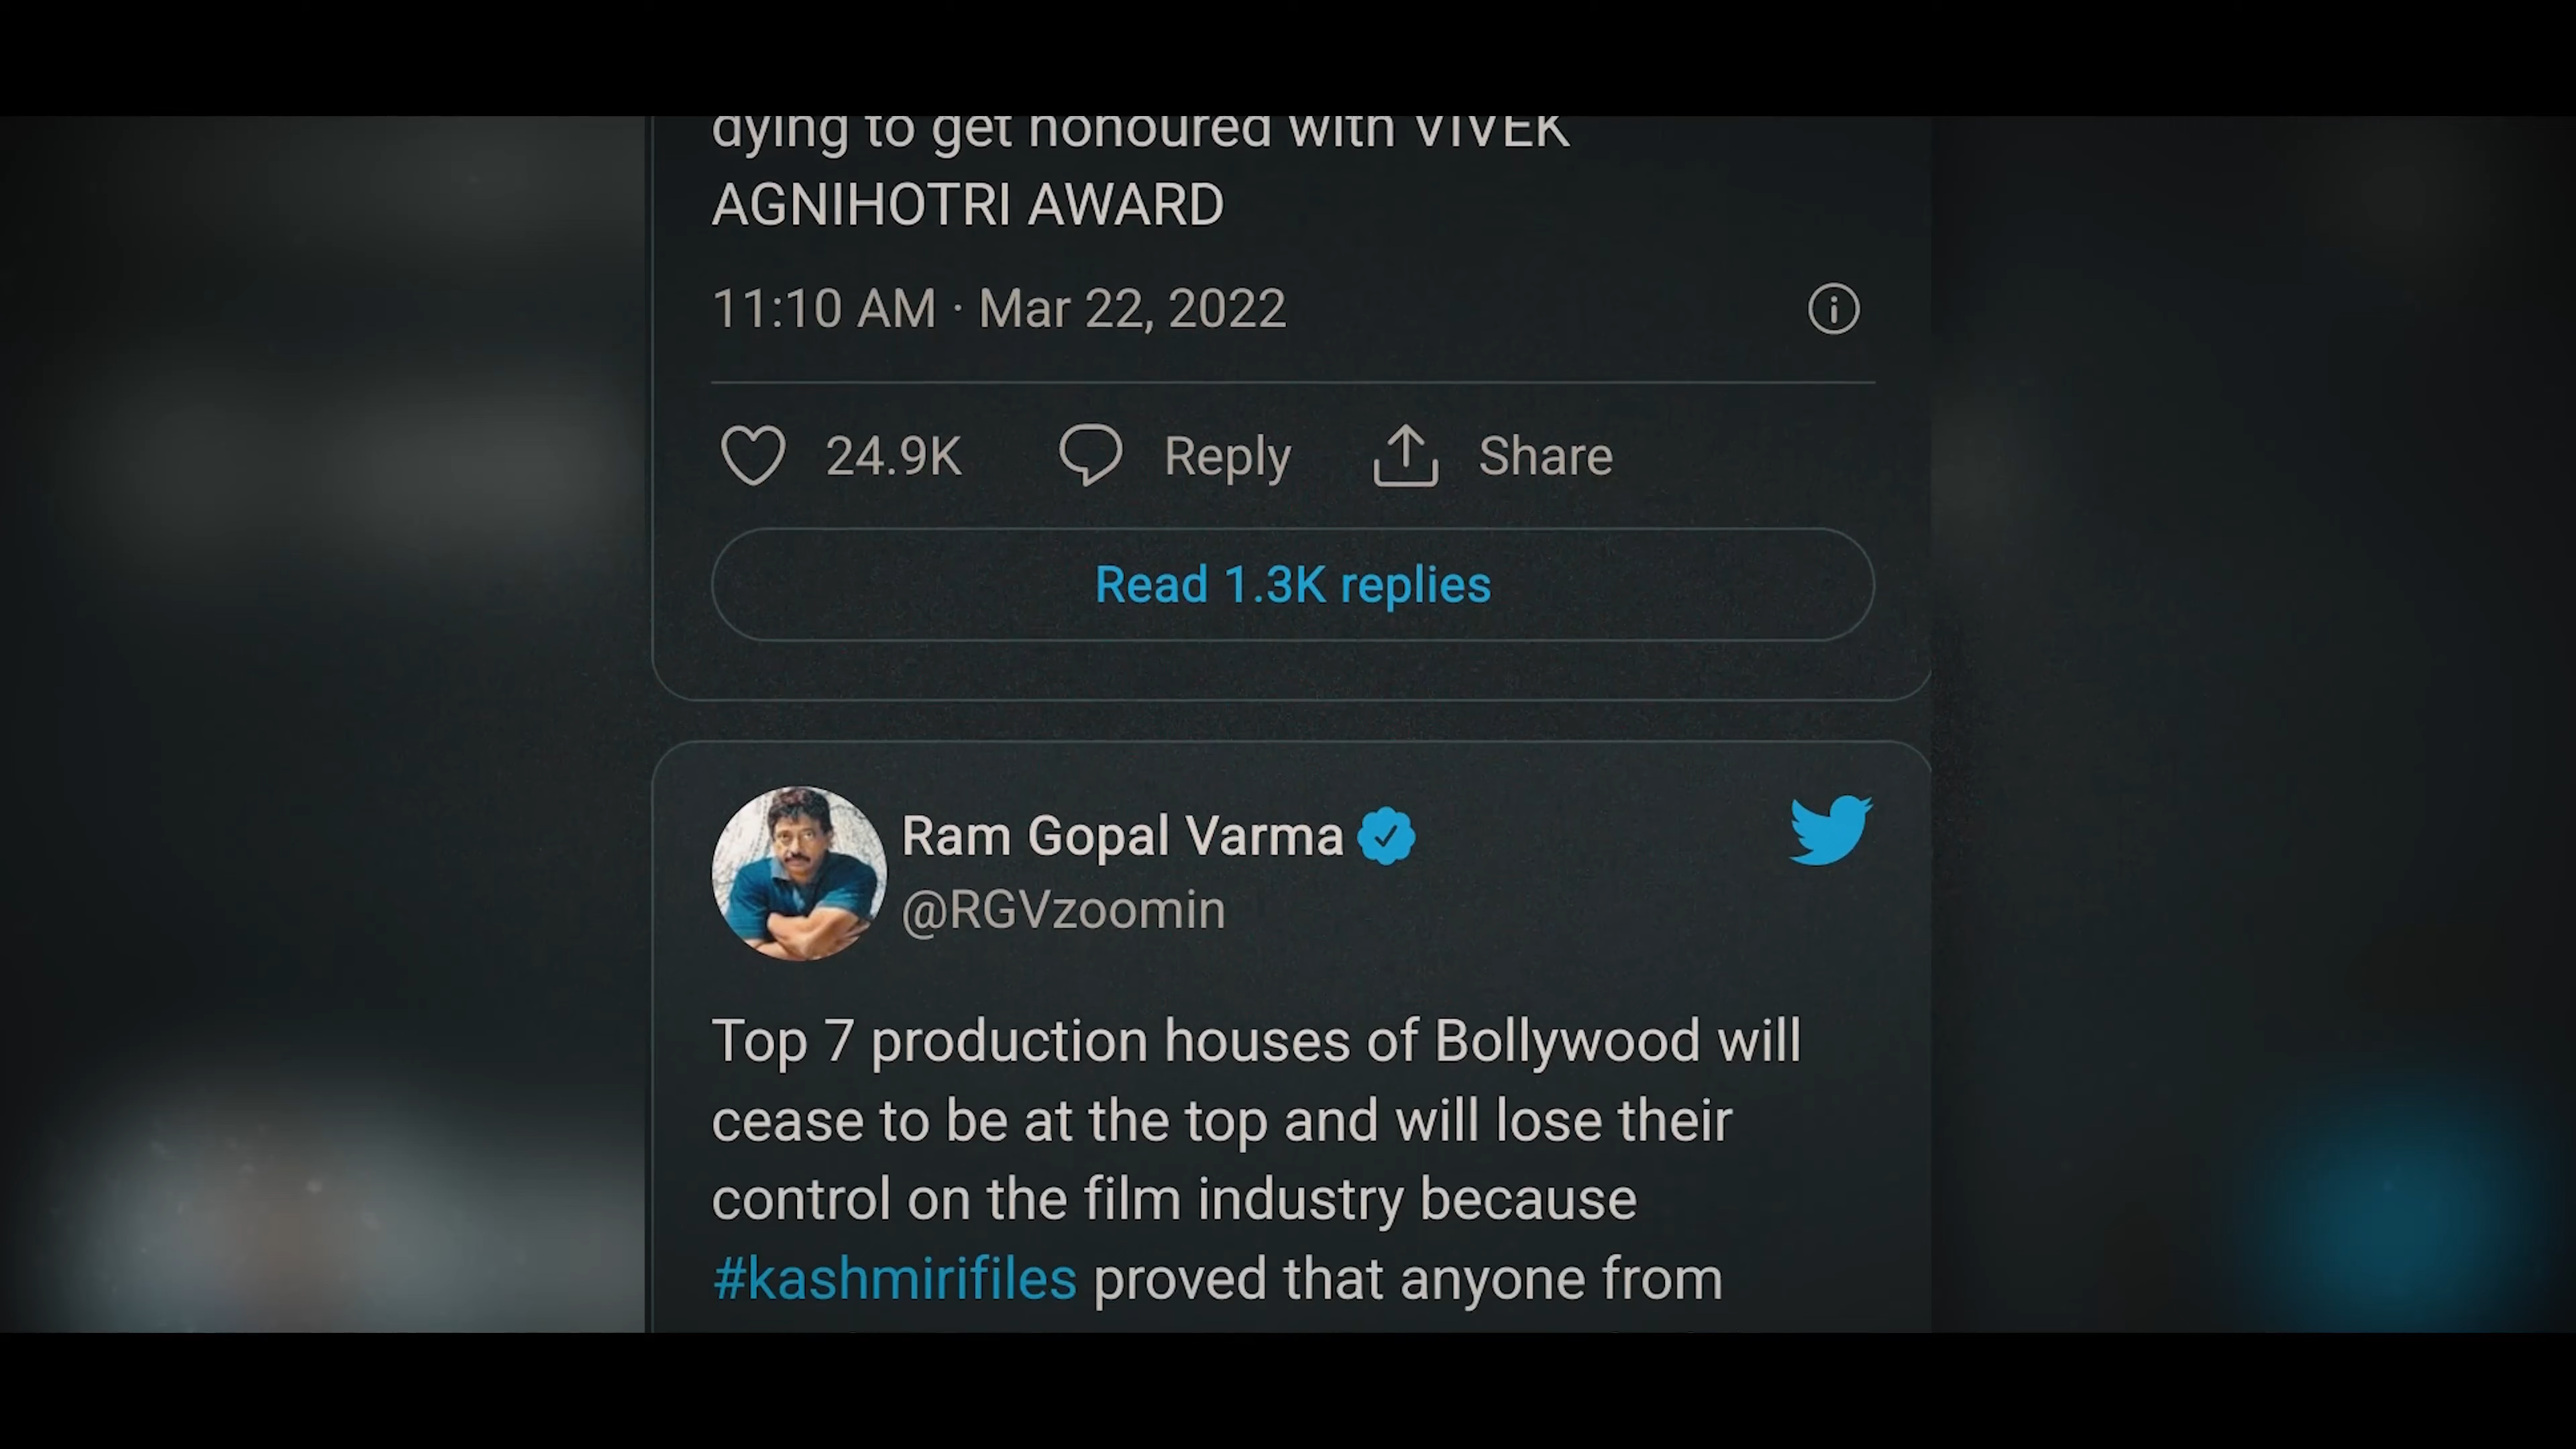 dying to get honoured with VIVEK
AGNIHOTRI AWARD
11:10 AM · Mar 22, 2022
24.9K Reply Share
Read 1.3K replies
Ram Gopal Varma
@RGVzoomin
Top 7 production houses of Bollywood will
cease to be at the top and will lose their
control on the film industry because
#kashmirifiles proved that anyone from